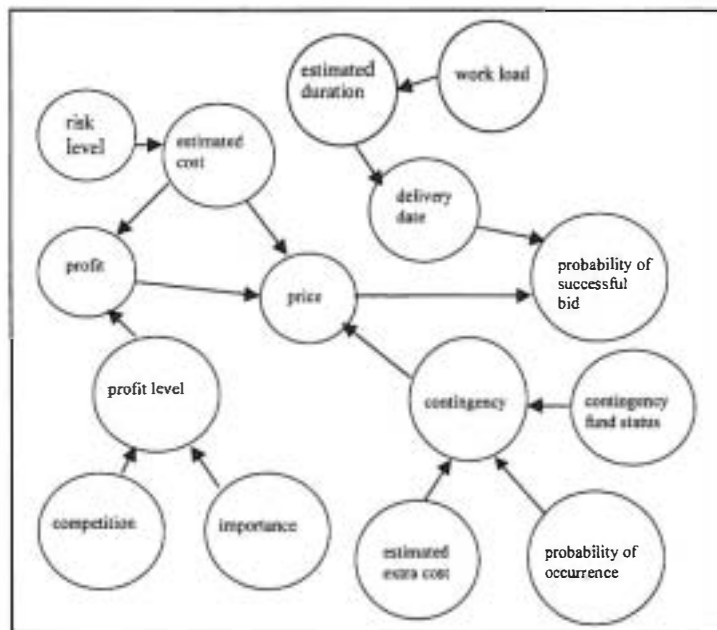 estimated
duration
work load
risk
level
estimated
cost
delivery
date
profit
price
probability of
successful
bid
profit level
contingency
contingency
fund status
competition
importance
estimated
extra cost
probability of
occurrence